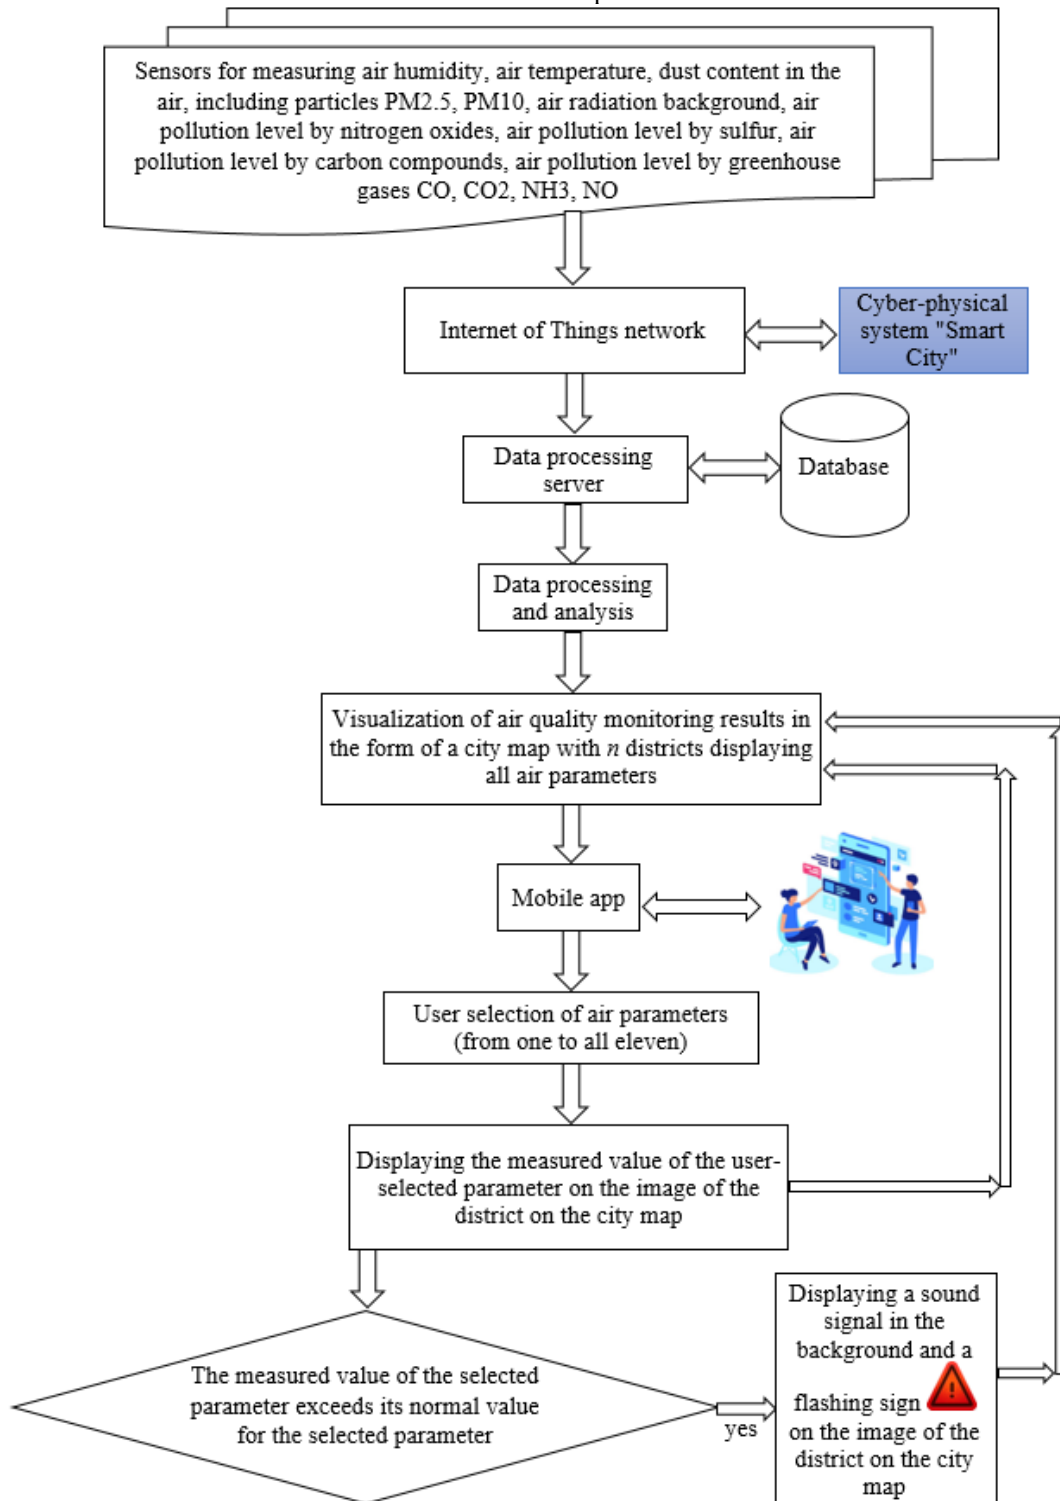 Sensors for measuring air humidity, air temperature, dust content in the
air, including particles PM2.5, PM10, air radiation background, air
pollution level by nitrogen oxides, air pollution level by sulfur, air
pollution level by carbon compounds, air pollution level by greenhouse
gases CO, CO2, NH3, NO
Internet of Things network
Cyber-physical
system "Smart
City"
Data processing
server
Database
Data processing
and analysis
Visualization of air quality monitoring results in
the form of a city map with n districts displaying
all air parameters
Mobile app
User selection of air parameters
(from one to all eleven)
Displaying the measured value of the user-
selected parameter on the image of the
district on the city map
The measured value of the selected
parameter exceeds its normal value
for the selected parameter
yes
Displaying a sound
signal in the
background and a
flashing sign
on the image of the
district on the city
map